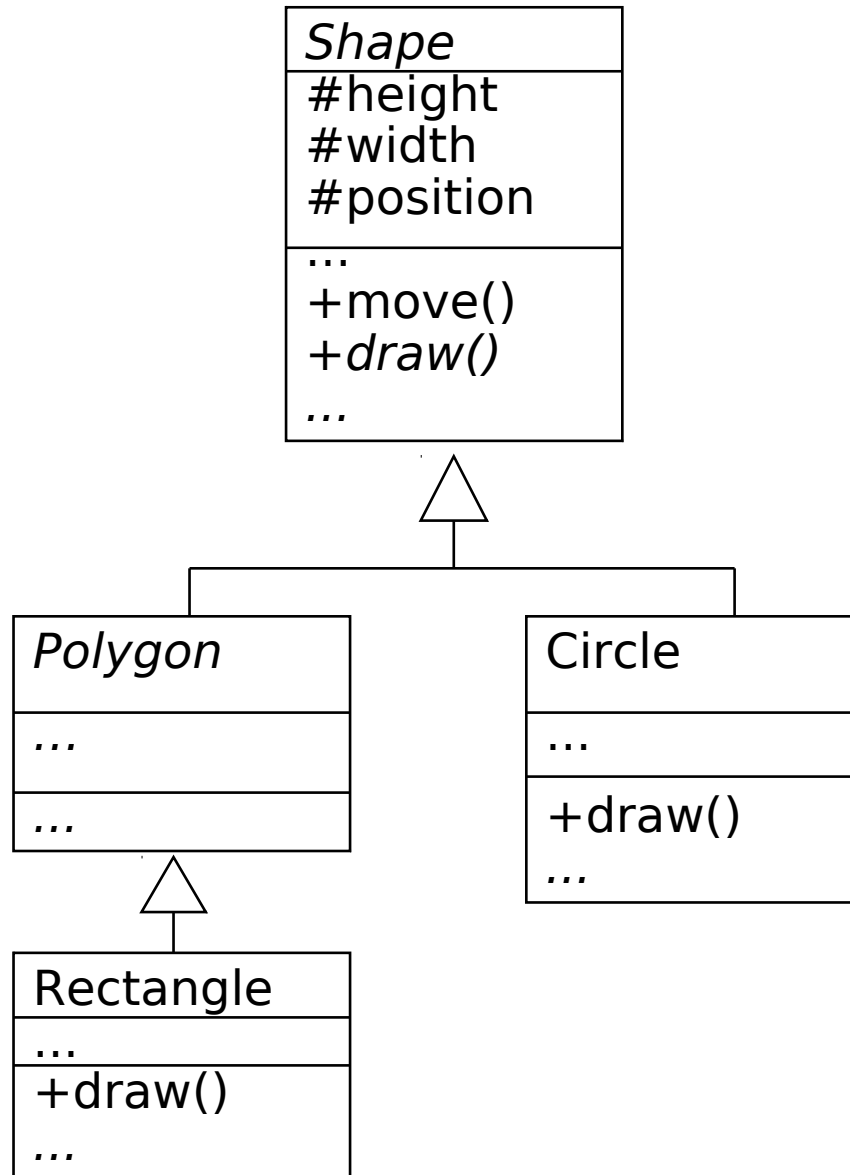 Shape
#height
#width
#position
...
+move()
+draw()
...
Polygon
...
...
Circle
...
+draw()
...
Rectangle
...
+draw()
...